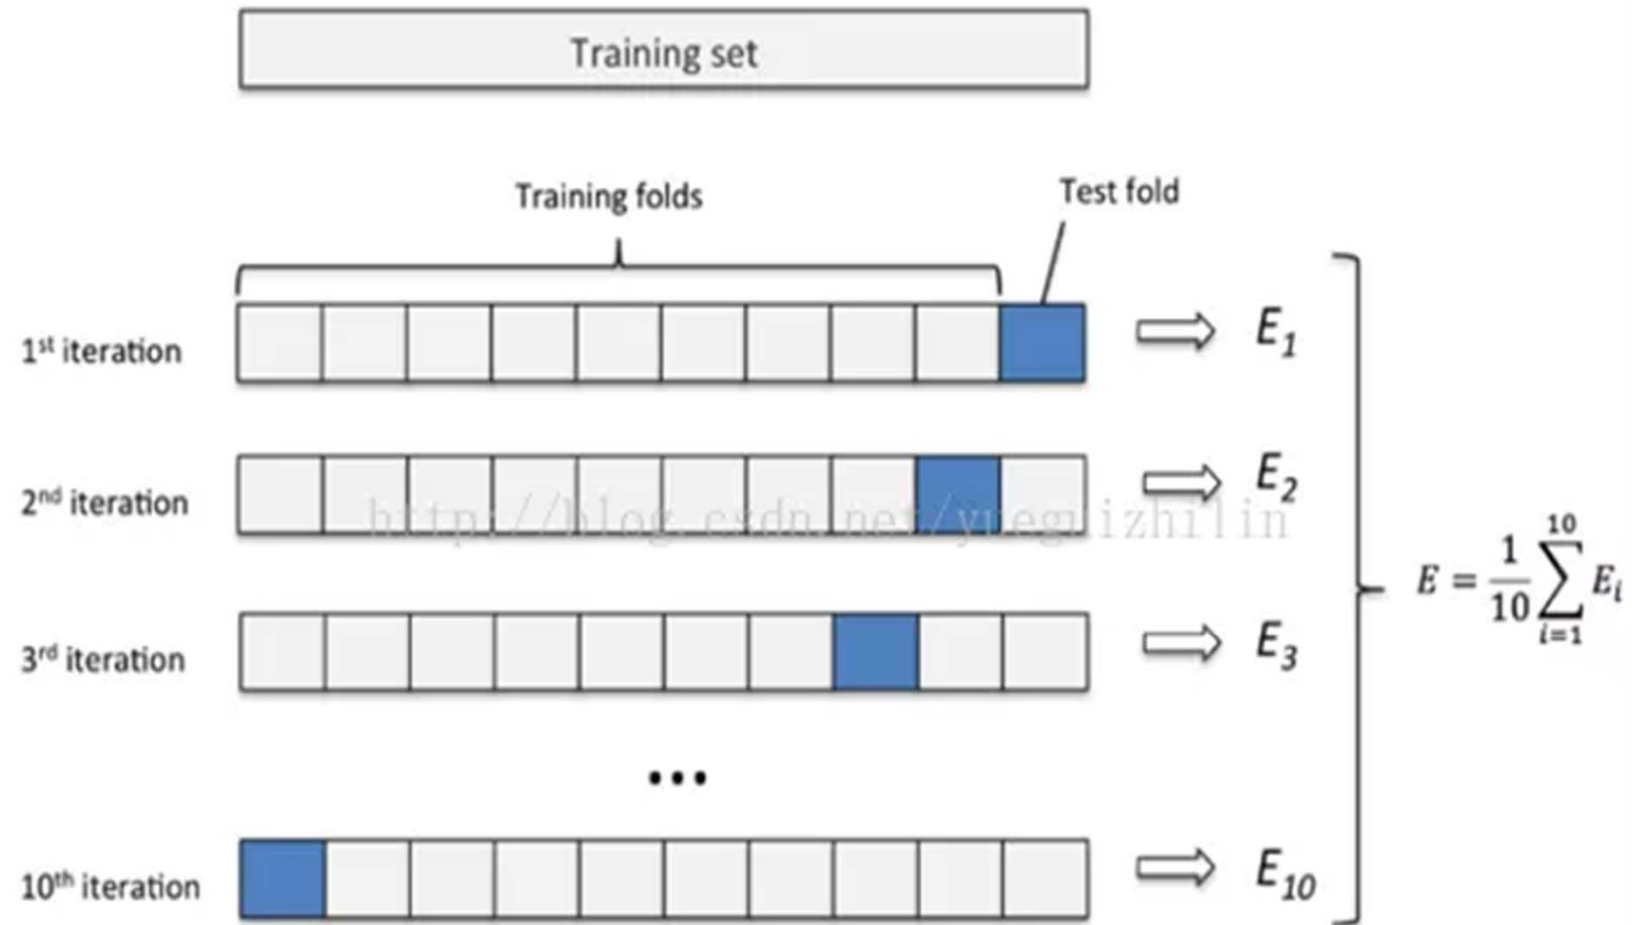 Training set
Training folds
Test fold
1st iteration
E1
2nd iteration
E2
http://blog.csdn.net/yueguizhilin
E = 1/10 ∑ i=1 10 Ei
3rd iteration
E3
...
10th iteration
E10